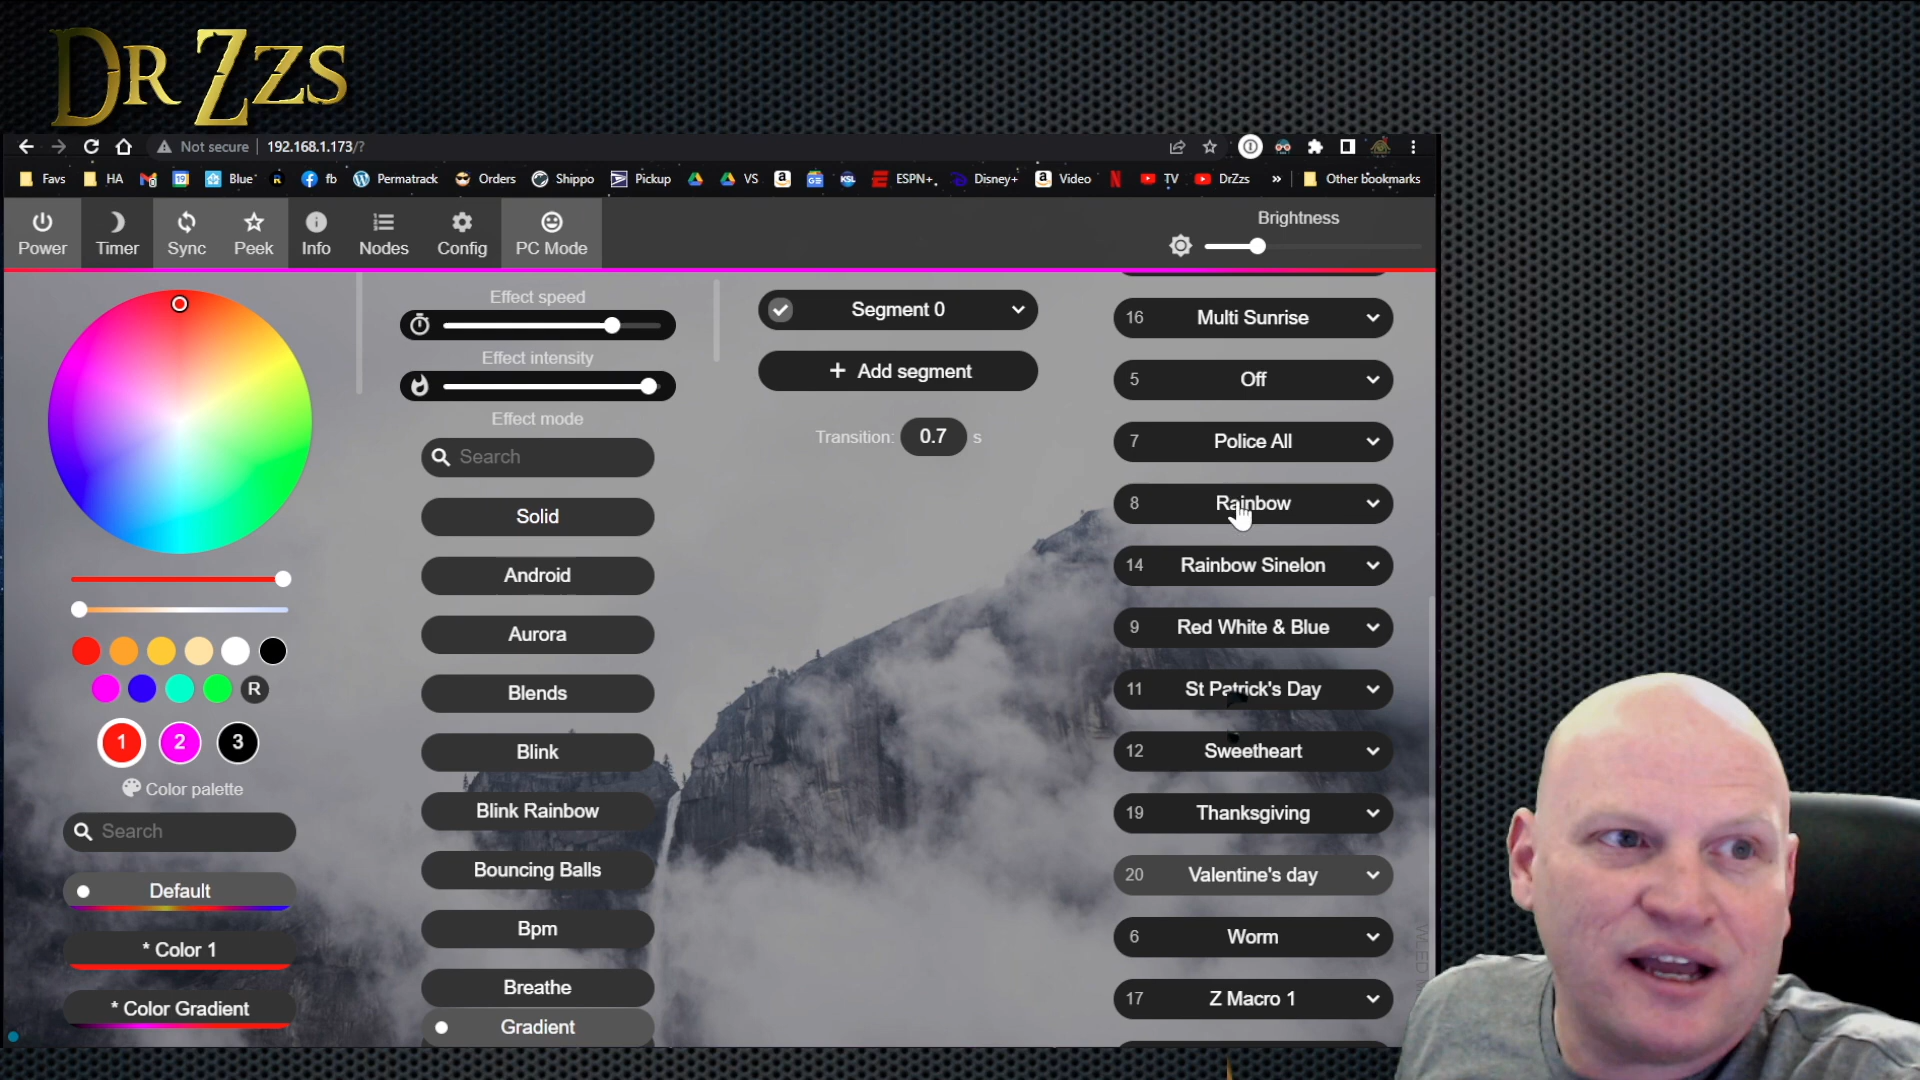 DR ZZS
Not secure 192.168.1.173/?
Favs HA Blue R fb Permatrack Orders Shippo Pickup VS ESPN+, Disney+ Video TV DrZzs » Other bookmarks
Power Timer Sync Peek Info Nodes Config PC Mode
Brightness
Effect speed
Effect intensity
Effect mode
Search
Solid
Android
Aurora
Blends
Blink
Blink Rainbow
Bouncing Balls
Bpm
Breathe
Gradient
R
1 2 3
Color palette
Search
Default
* Color 1
* Color Gradient
Segment 0
+ Add segment
Transition: 0.7 s
16 Multi Sunrise
5 Off
7 Police All
8 Rainbow
14 Rainbow Sinelon
9 Red White & Blue
11 St Patrick's Day
12 Sweetheart
19 Thanksgiving
20 Valentine's day
6 Worm
17 Z Macro 1
WLED